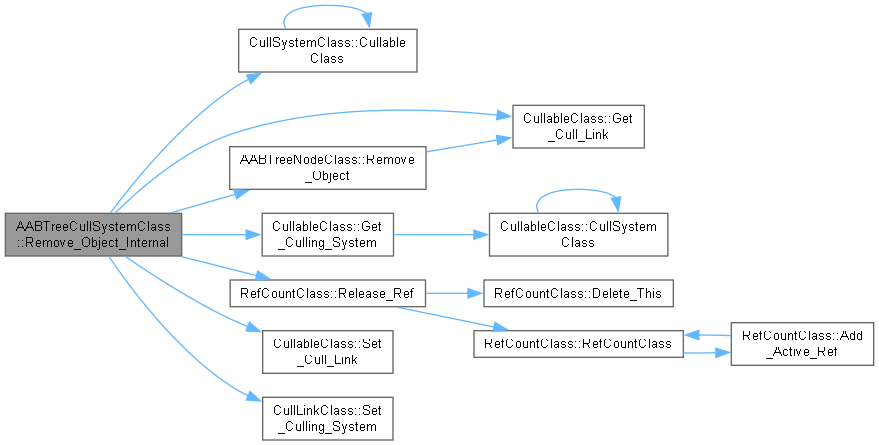 CullSystemClass::Cullable
Class
CullableClass::Get
_Cull_Link
AABTreeNodeClass::Remove
_Object
AABTreeCullSystemClass
::Remove_Object_Internal
CullableClass::Get
_Culling_System
CullableClass::CullSystem
Class
RefCountClass::Release_Ref
RefCountClass::Delete_This
RefCountClass::RefCountClass
RefCountClass::Add
_Active_Ref
CullableClass::Set
_Cull_Link
CullLinkClass::Set
_Culling_System